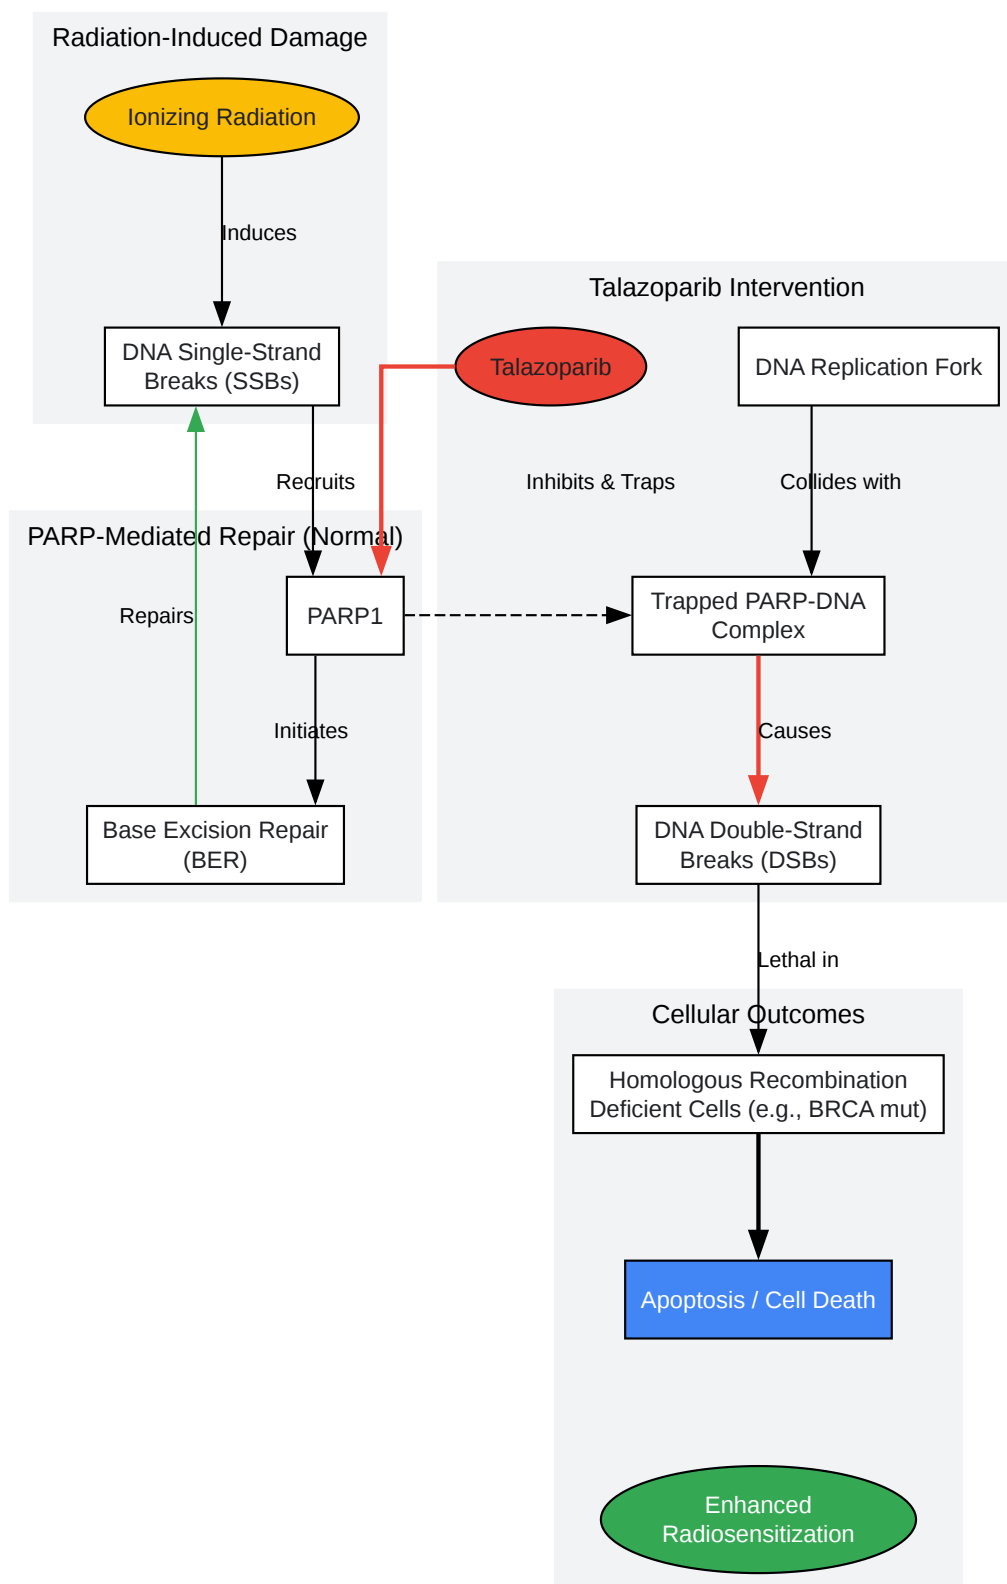 Radiation-Induced Damage
Ionizing Radiation
Induces
DNA Single-Strand
Breaks (SSBs)
Recruits
PARP-Mediated Repair (Normal)
Repairs
PARP1
Initiates
Base Excision Repair
(BER)
Talazoparib Intervention
Talazoparib
DNA Replication Fork
Inhibits & Traps
Collides with
Trapped PARP-DNA
Complex
Causes
DNA Double-Strand
Breaks (DSBs)
Lethal in
Cellular Outcomes
Homologous Recombination
Deficient Cells (e.g., BRCA mut)
Apoptosis / Cell Death
Enhanced
Radiosensitization